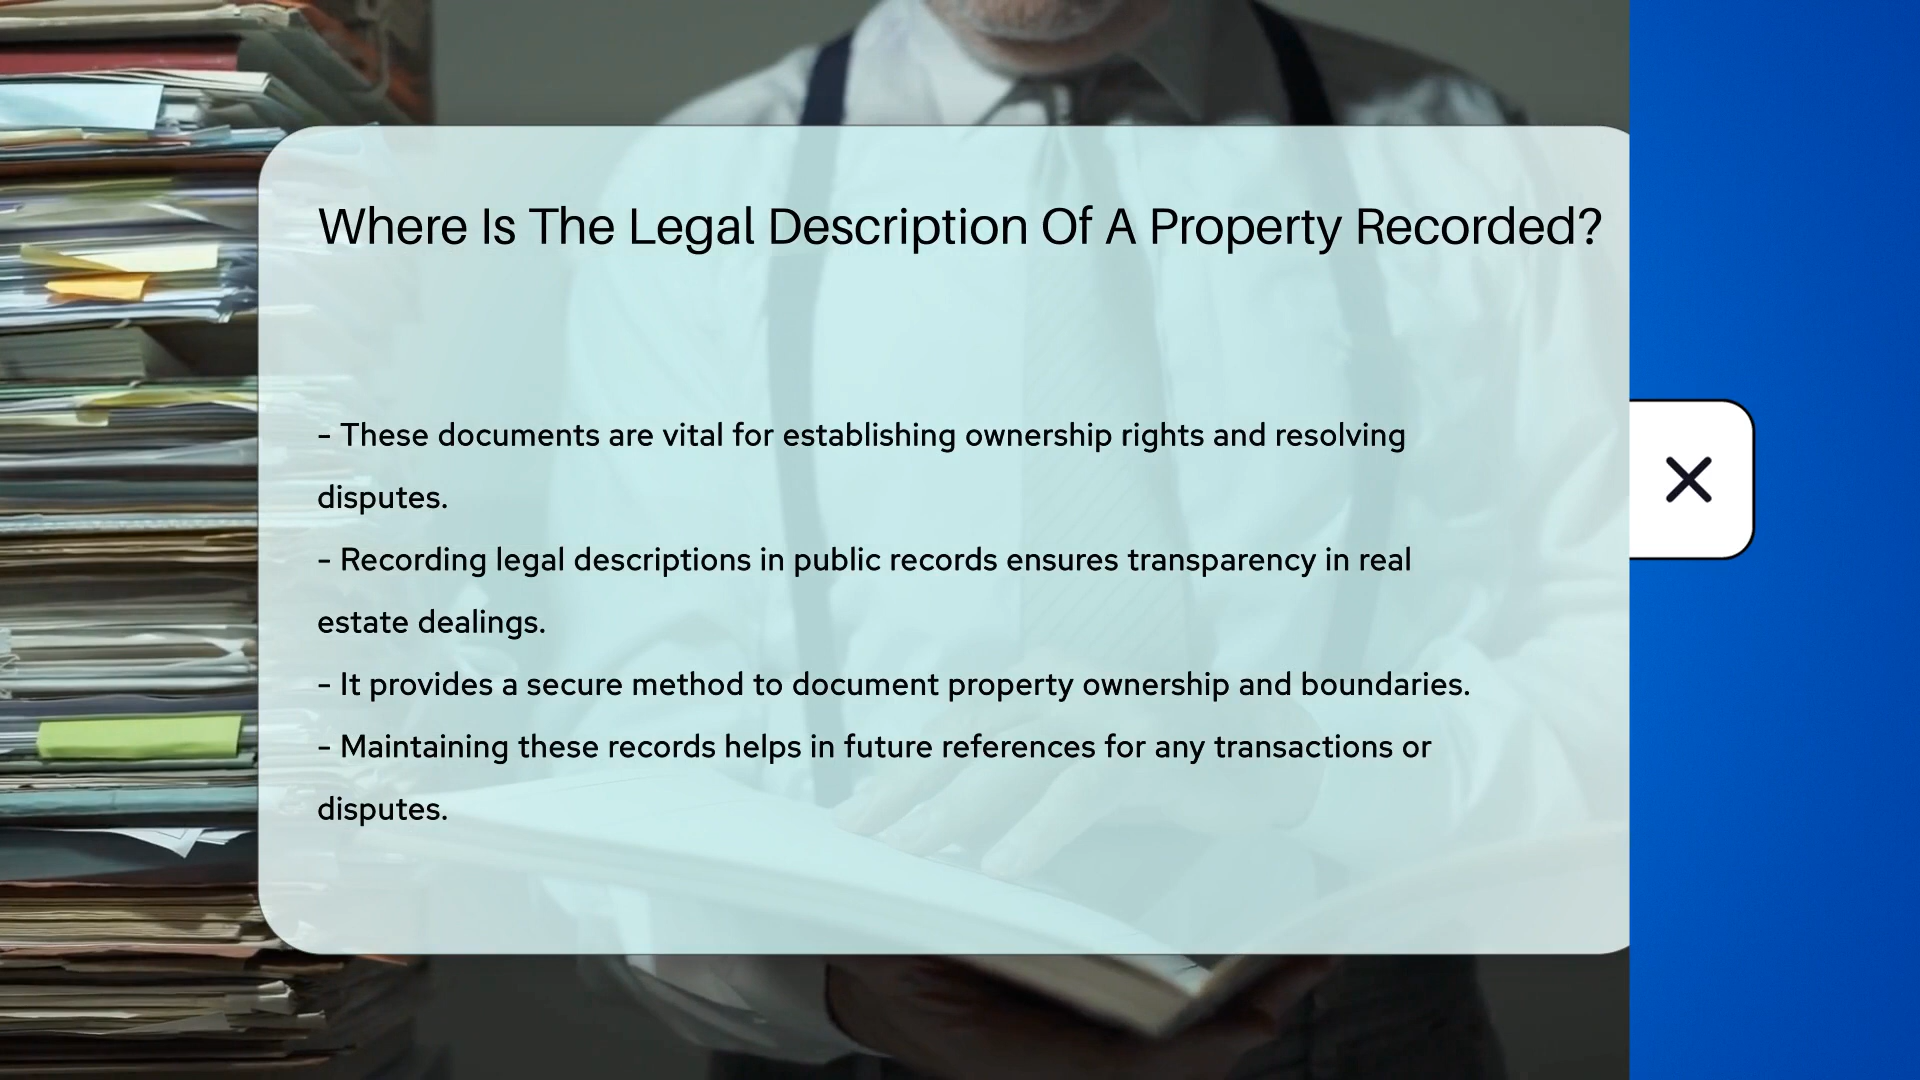 Where Is The Legal Description Of A Property Recorded?
- These documents are vital for establishing ownership rights and resolving
disputes.
- Recording legal descriptions in public records ensures transparency in real
estate dealings.
- It provides a secure method to document property ownership and boundaries.
- Maintaining these records helps in future references for any transactions or
disputes.